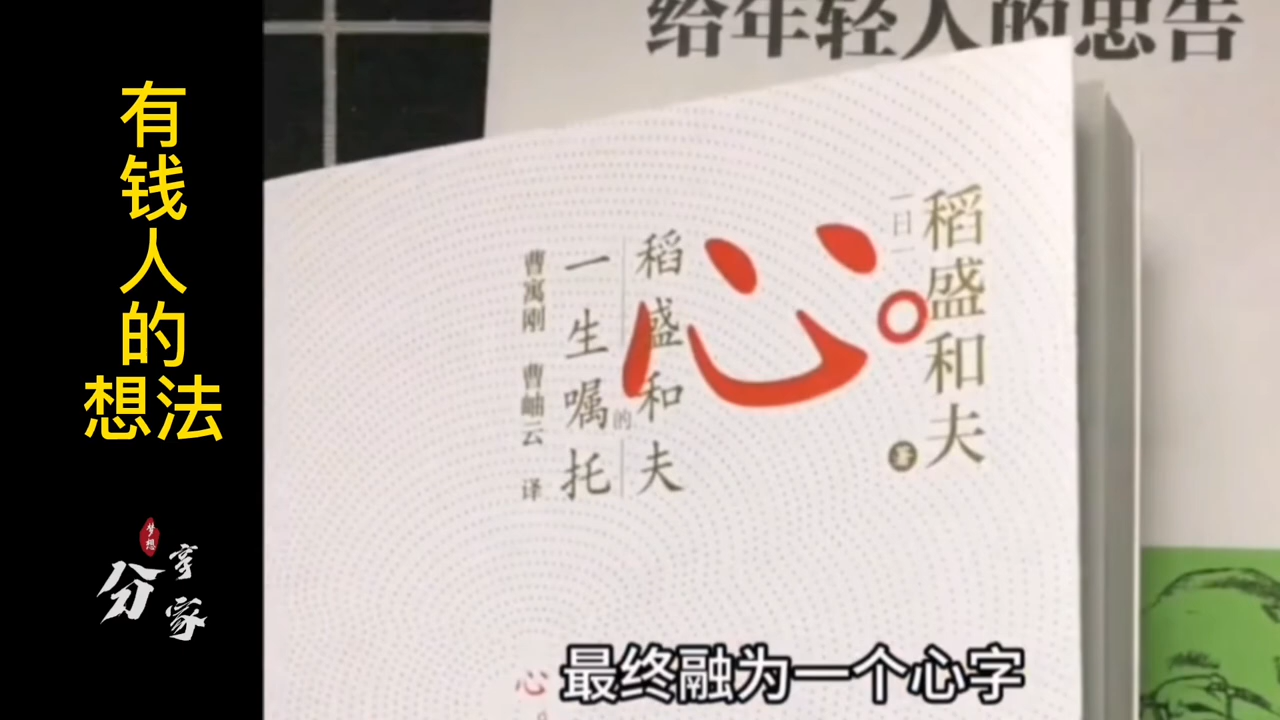 有钱人的想法
梦想
分享家
给年轻人的忠告
[日]
稻盛和夫
著
心。
稻盛和夫
的
一生嘱托
曹寓刚 曹岫云 译
心
最终融为一个心字